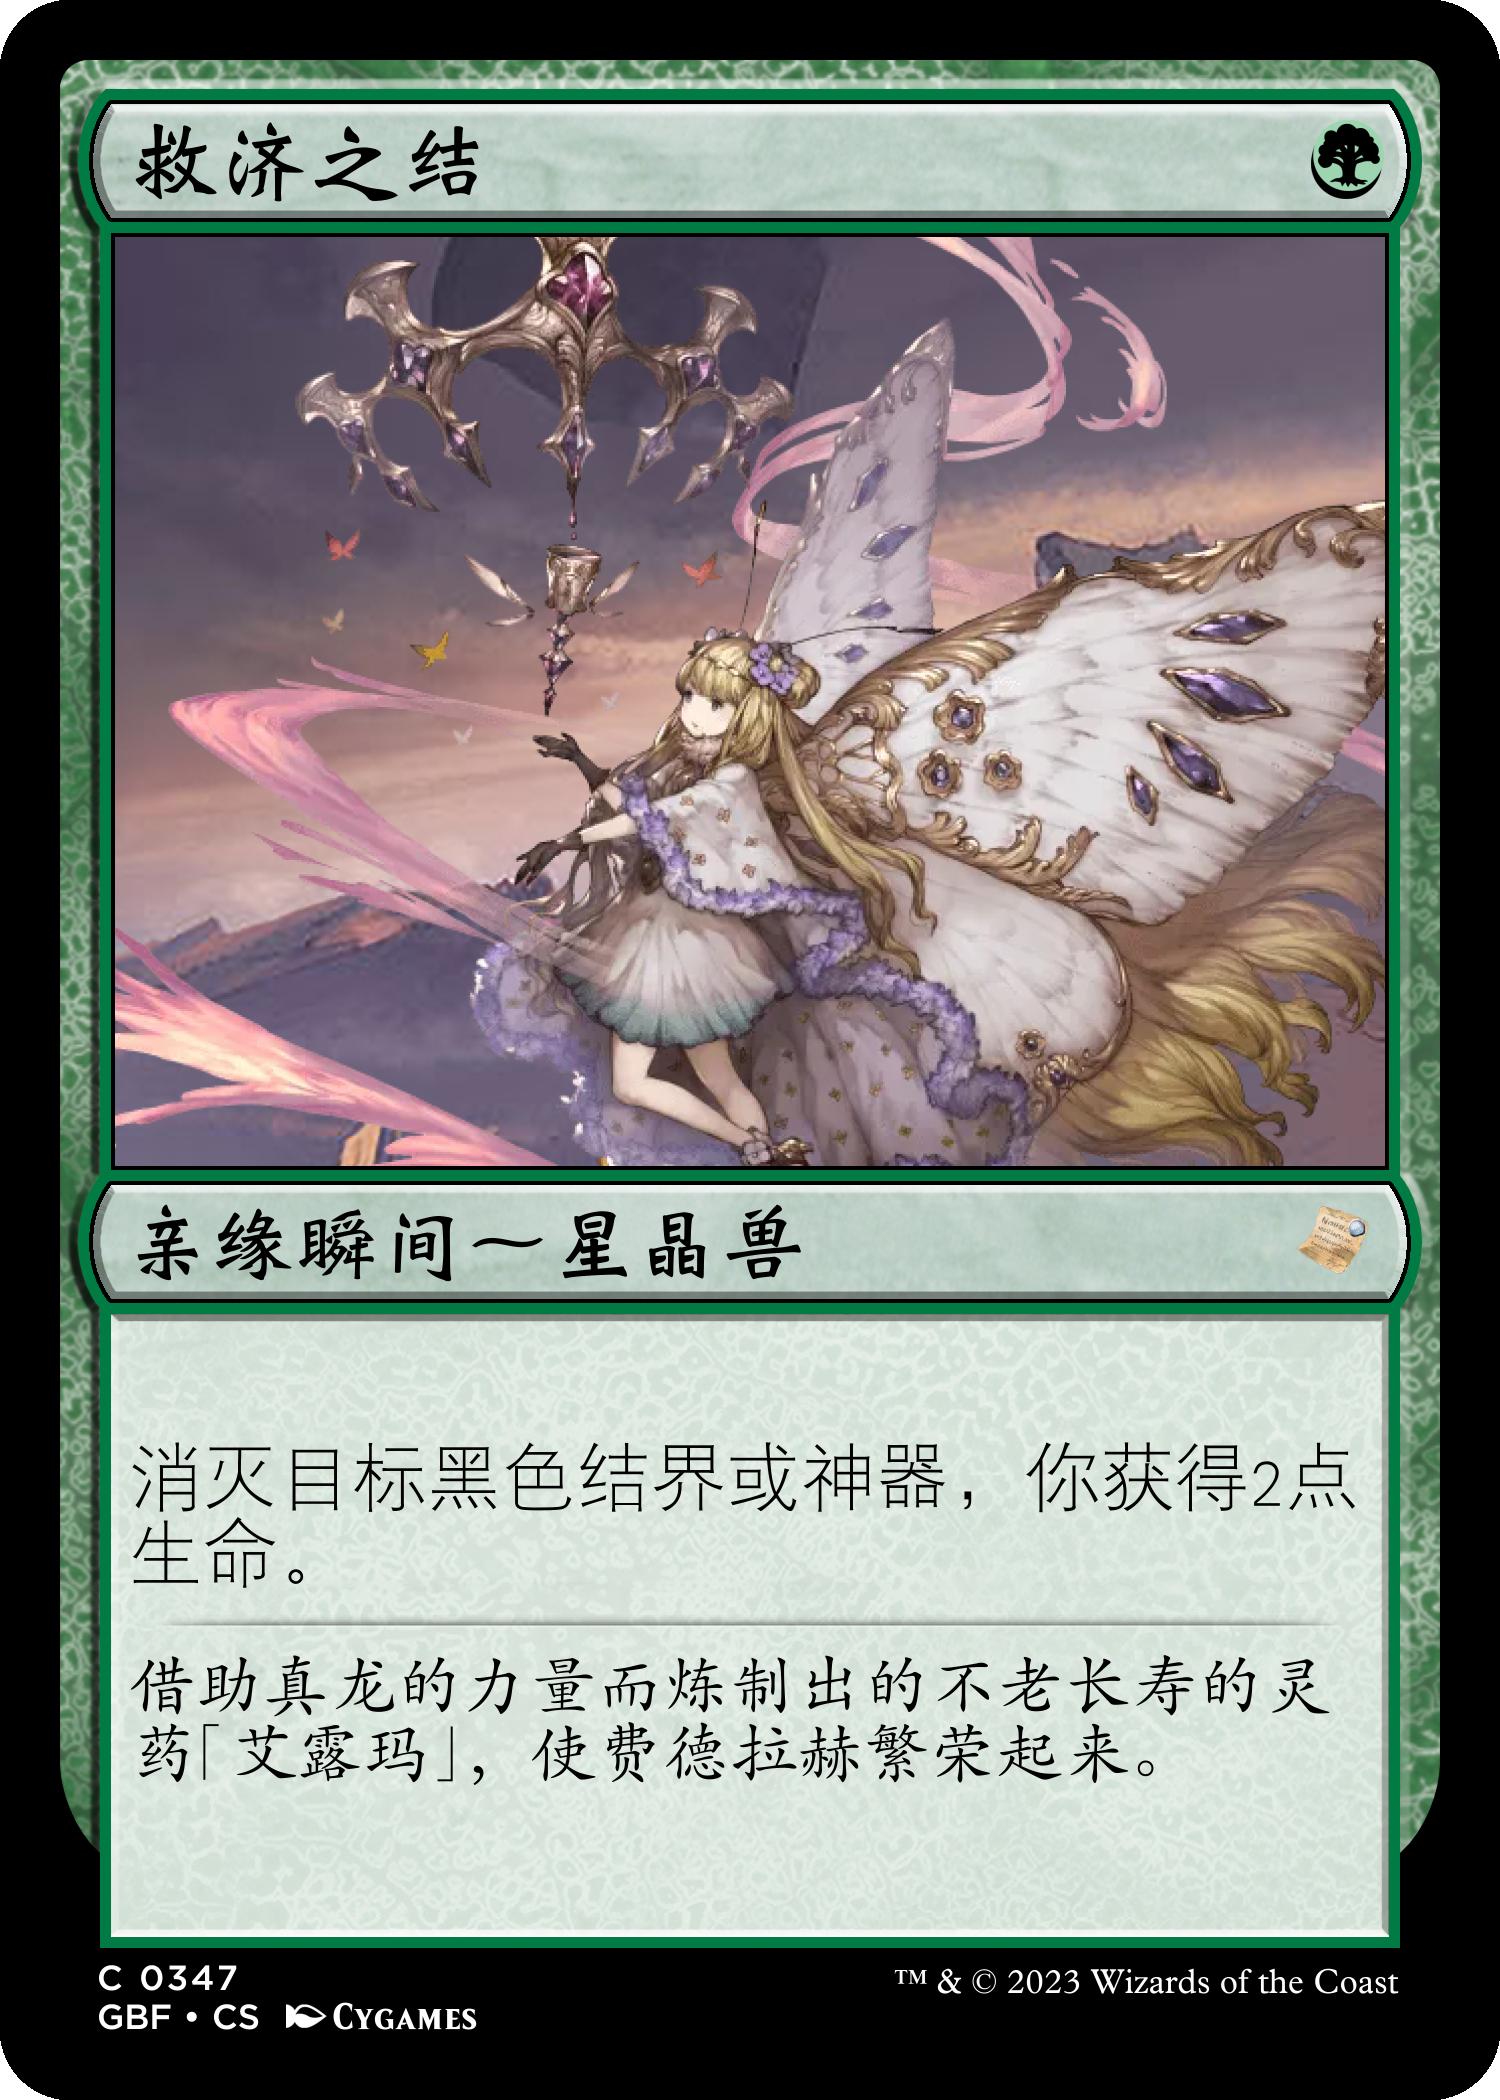 救济之结
亲缘瞬间～星晶兽
消灭目标黑色结界或神器，你获得2点
生命。
借助真龙的力量而炼制出的不老长寿的灵
药「艾露玛」，使费德拉赫繁荣起来。
C 0347
™ & © 2023 Wizards of the Coast
GBF • CS CYGAMES